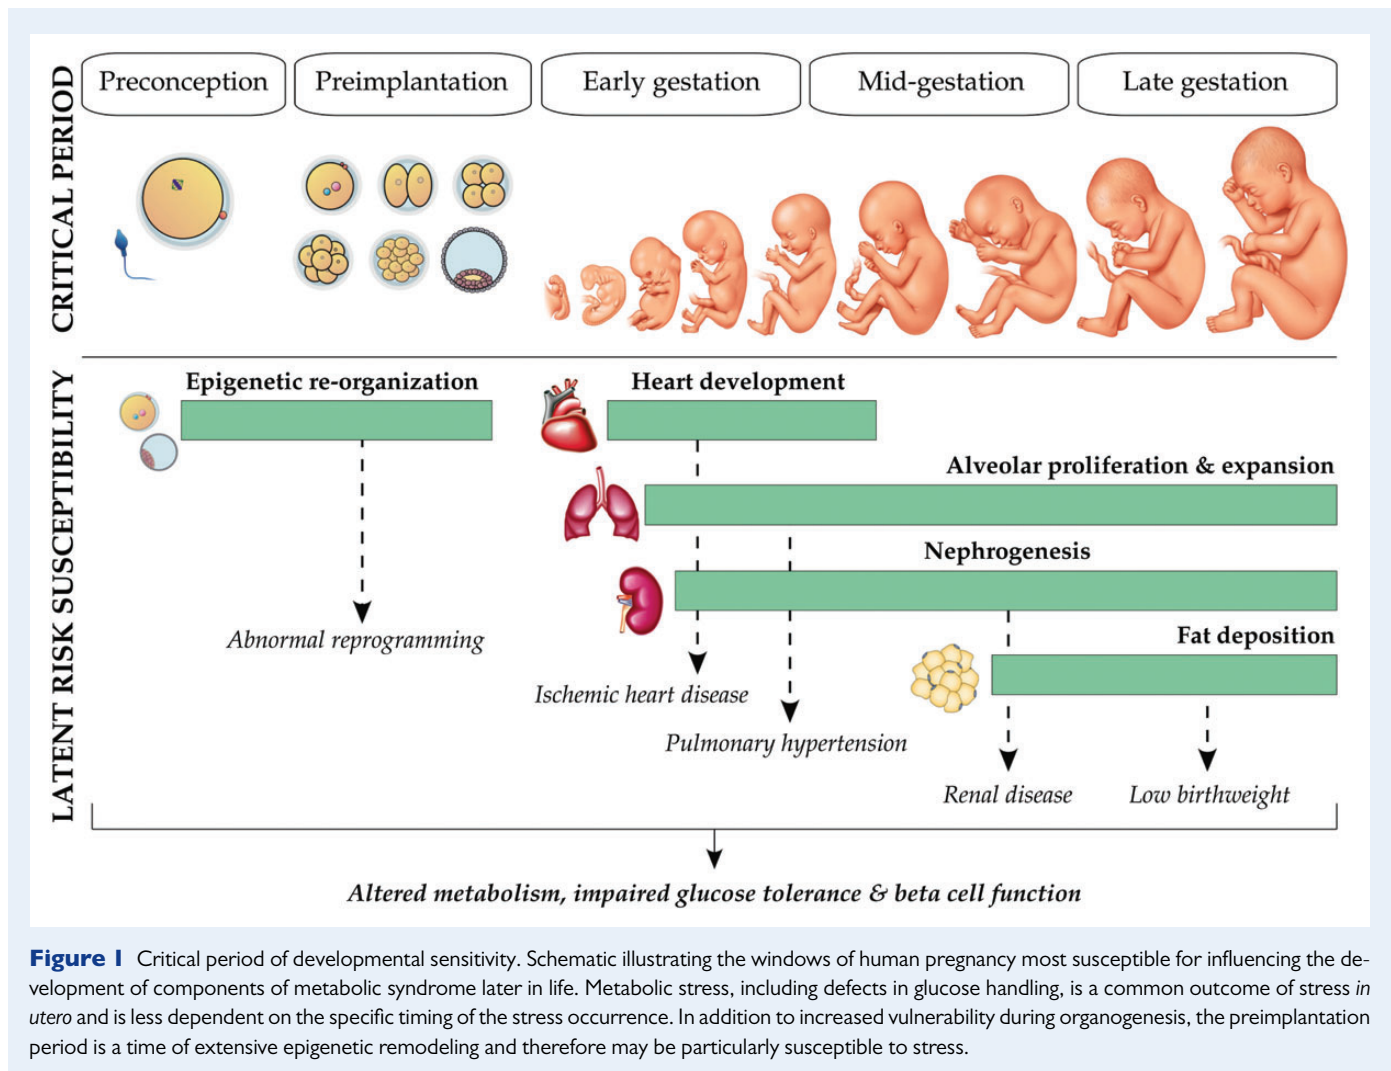 CRITICAL PERIOD
Preconception
Preimplantation
Early gestation
Mid-gestation
Late gestation
LATENT RISK SUSCEPTIBILITY
Epigenetic re-organization
Heart development
Alveolar proliferation & expansion
Nephrogenesis
Fat deposition
Abnormal reprogramming
Ischemic heart disease
Pulmonary hypertension
Renal disease
Low birthweight
Altered metabolism, impaired glucose tolerance & beta cell function
Figure 1 Critical period of developmental sensitivity. Schematic illustrating the windows of human pregnancy most susceptible for influencing the de-
velopment of components of metabolic syndrome later in life. Metabolic stress, including defects in glucose handling, is a common outcome of stress in
utero and is less dependent on the specific timing of the stress occurrence. In addition to increased vulnerability during organogenesis, the preimplantation
period is a time of extensive epigenetic remodeling and therefore may be particularly susceptible to stress.